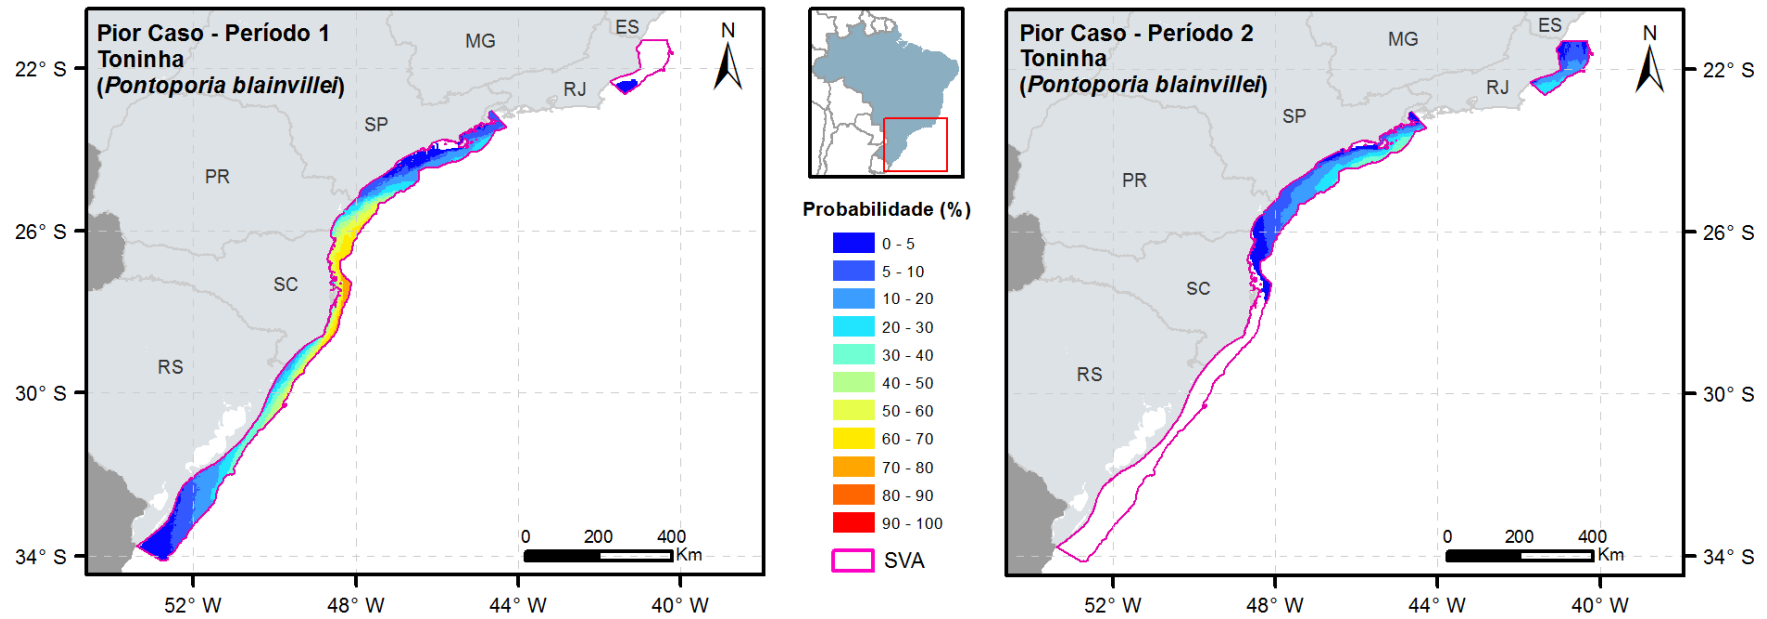 Pior Caso - Período 1
Toninha
(Pontoporia blainvillei)
N
ES
MG
RJ
SP
PR
SC
RS
22° S
26° S
30° S
34° S
52° W
48° W
44° W
40° W
0 200 400
Km
Probabilidade (%)
0 - 5
5 - 10
10 - 20
20 - 30
30 - 40
40 - 50
50 - 60
60 - 70
70 - 80
80 - 90
90 - 100
SVA
Pior Caso - Período 2
Toninha
(Pontoporia blainvillei)
N
ES
MG
RJ
SP
PR
SC
RS
22° S
26° S
30° S
34° S
52° W
48° W
44° W
40° W
0 200 400
Km